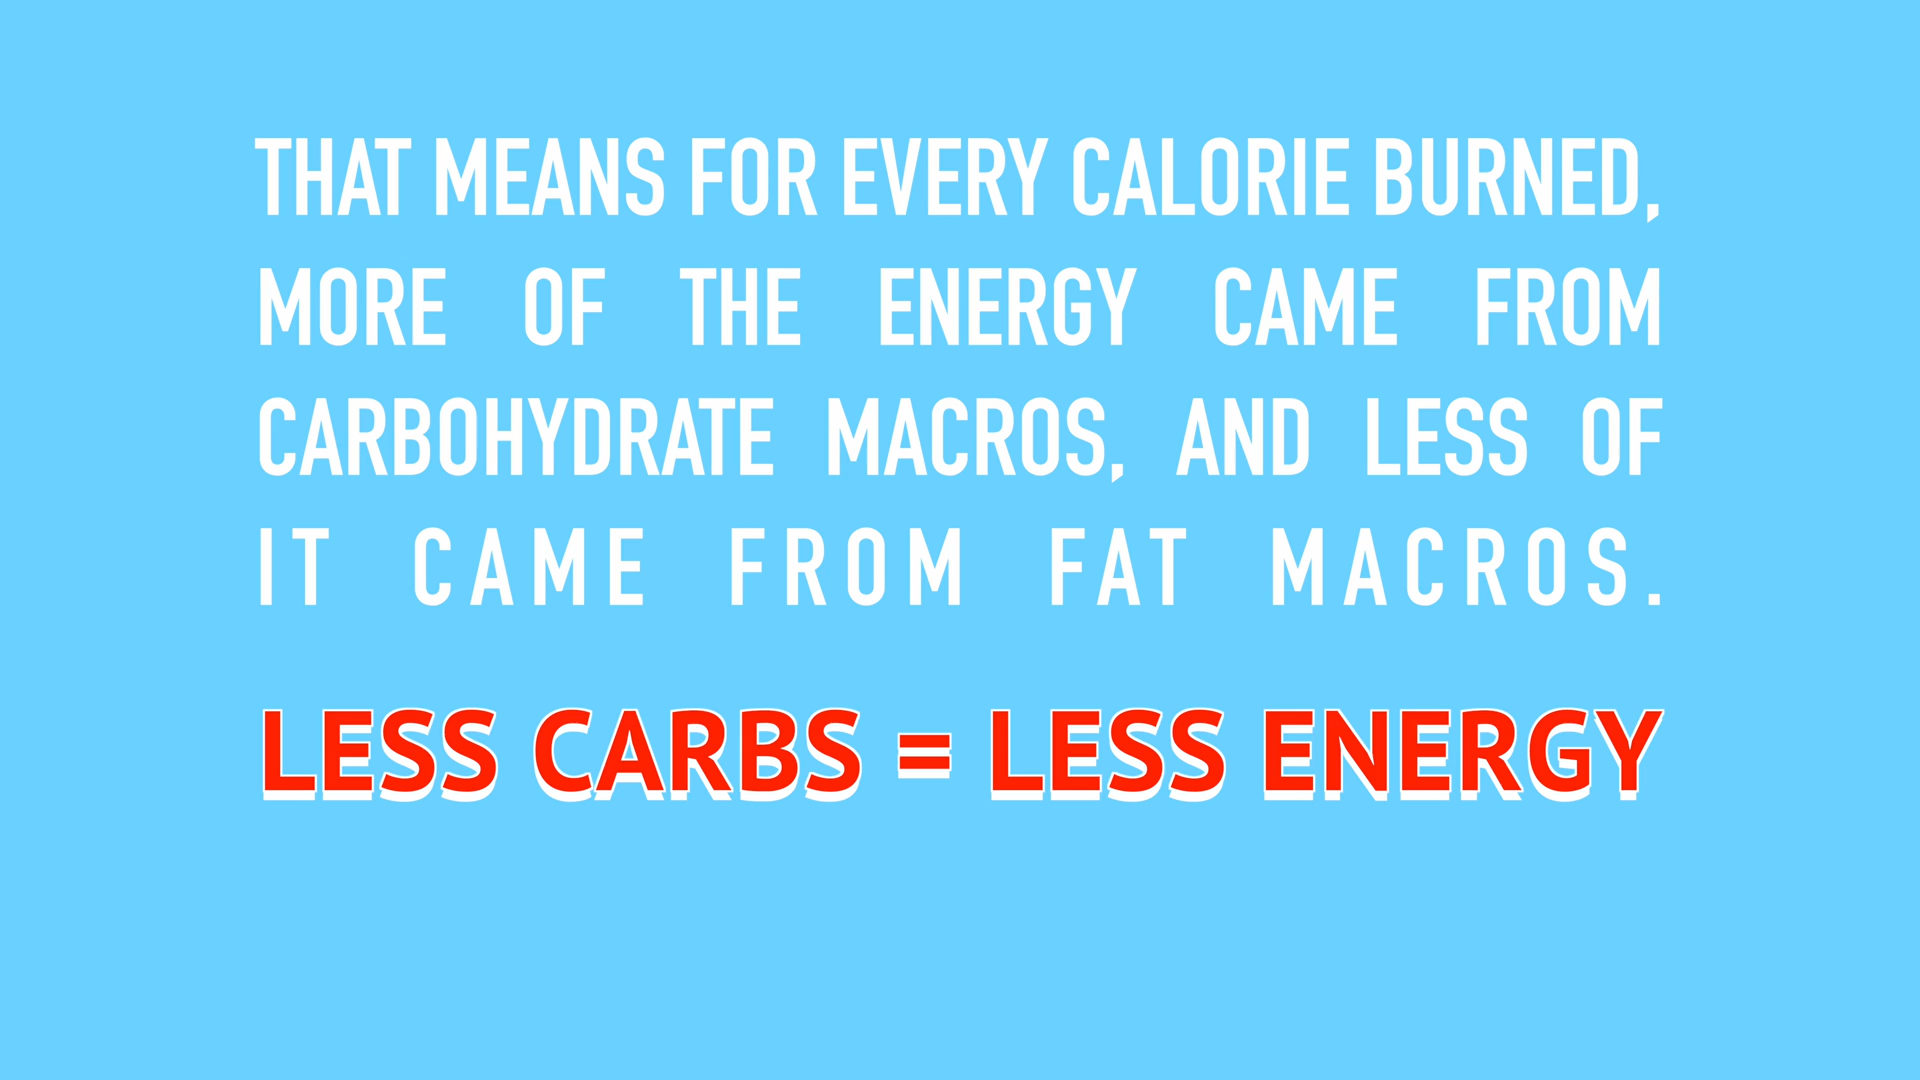 THAT MEANS FOR EVERY CALORIE BURNED,
MORE OF THE ENERGY CAME FROM
CARBOHYDRATE MACROS, AND LESS OF
IT CAME FROM FAT MACROS.
LESS CARBS = LESS ENERGY